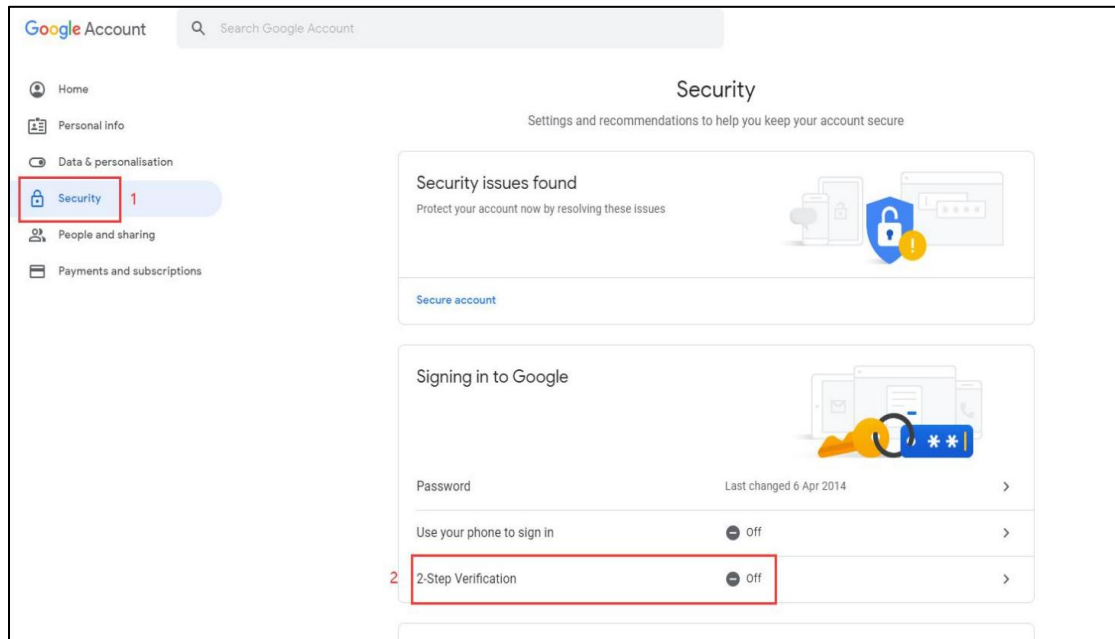 Google Account
Search Google Account
Home
Personal info
Data & personalisation
Security 1
People and sharing
Payments and subscriptions
Security
Settings and recommendations to help you keep your account secure
Security issues found
Protect your account now by resolving these issues
Secure account
Signing in to Google
**
Password Last changed 6 Apr 2014
Use your phone to sign in Off
2 2-Step Verification Off